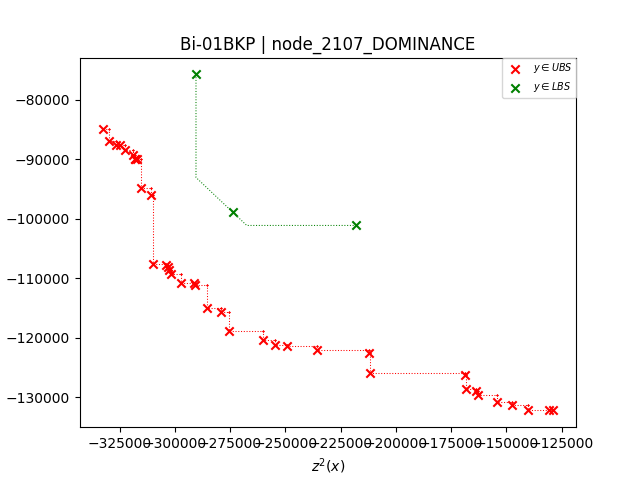 Bi-01BKP | node_2107_DOMINANCE
y ∈ UBS
y ∈ LBS
−80000
−90000
−100000
−110000
−120000
−130000
−325000 −300000 −275000 −250000 −225000 −200000 −175000 −150000 −125000
z²(x)